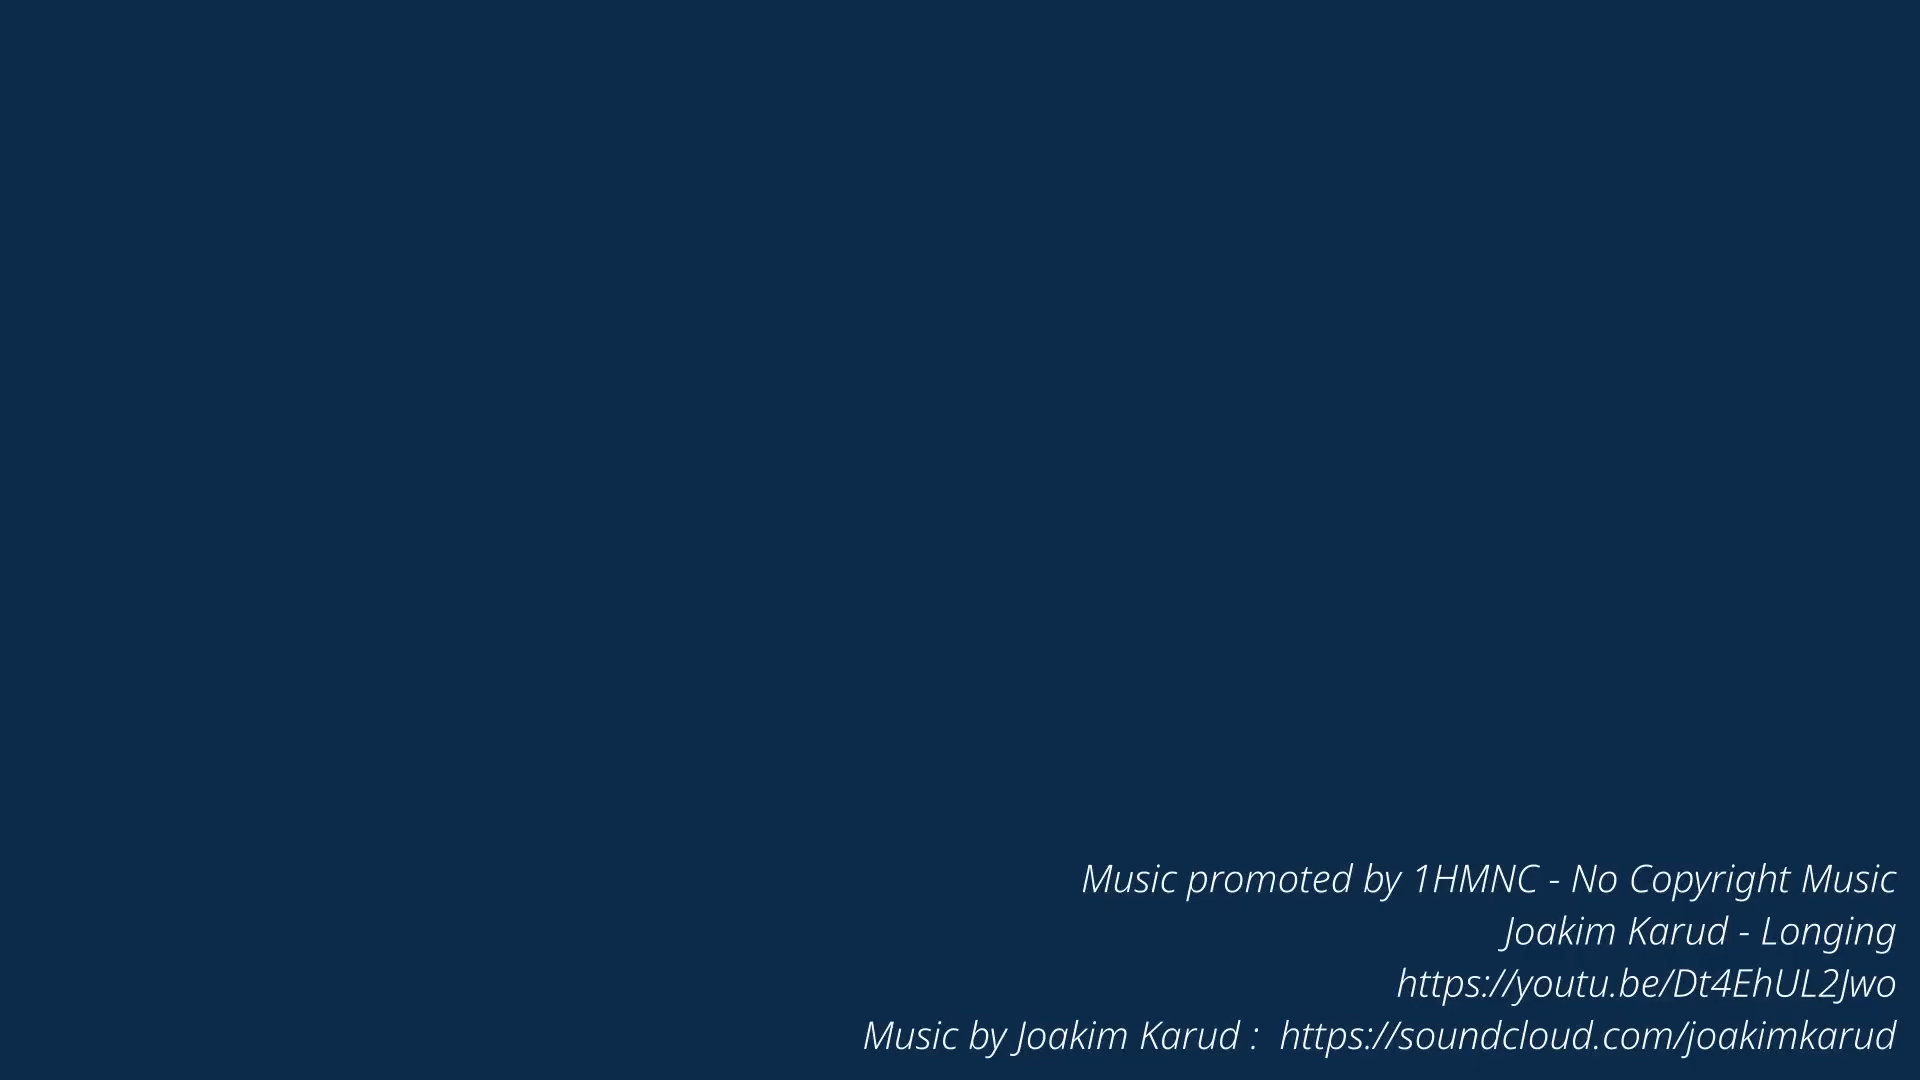 Music promoted by 1HMNC - No Copyright Music
Joakim Karud - Longing
https://youtu.be/Dt4EhUL2Jwo
Music by Joakim Karud :  https://soundcloud.com/joakimkarud